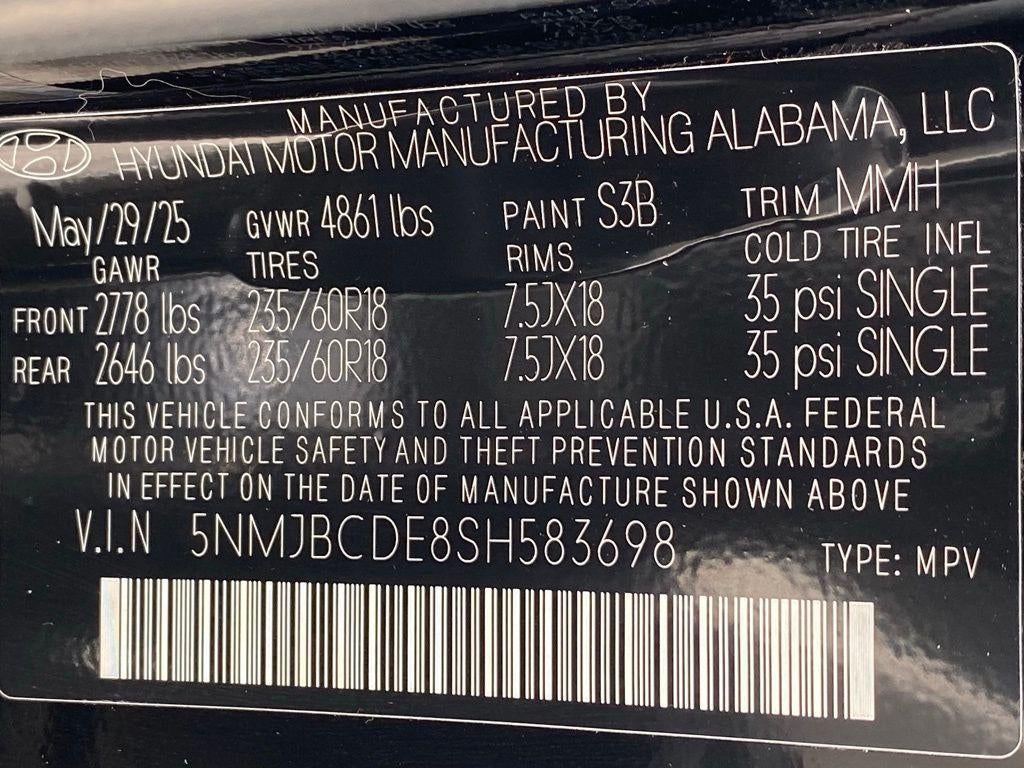 MANUFACTURED BY
HYUNDAI MOTOR MANUFACTURING ALABAMA, LLC
May/29/25 GVWR 4861 lbs PAINT S3B TRIM MMH
GAWR TIRES RIMS COLD TIRE INFL
FRONT 2778 lbs 235/60R18 7.5JX18 35 psi SINGLE
REAR 2646 lbs 235/60R18 7.5JX18 35 psi SINGLE
THIS VEHICLE CONFORMS TO ALL APPLICABLE U.S.A. FEDERAL
MOTOR VEHICLE SAFETY AND THEFT PREVENTION STANDARDS
IN EFFECT ON THE DATE OF MANUFACTURE SHOWN ABOVE
V.I.N 5NMJBCDE8SH583698 TYPE: MPV